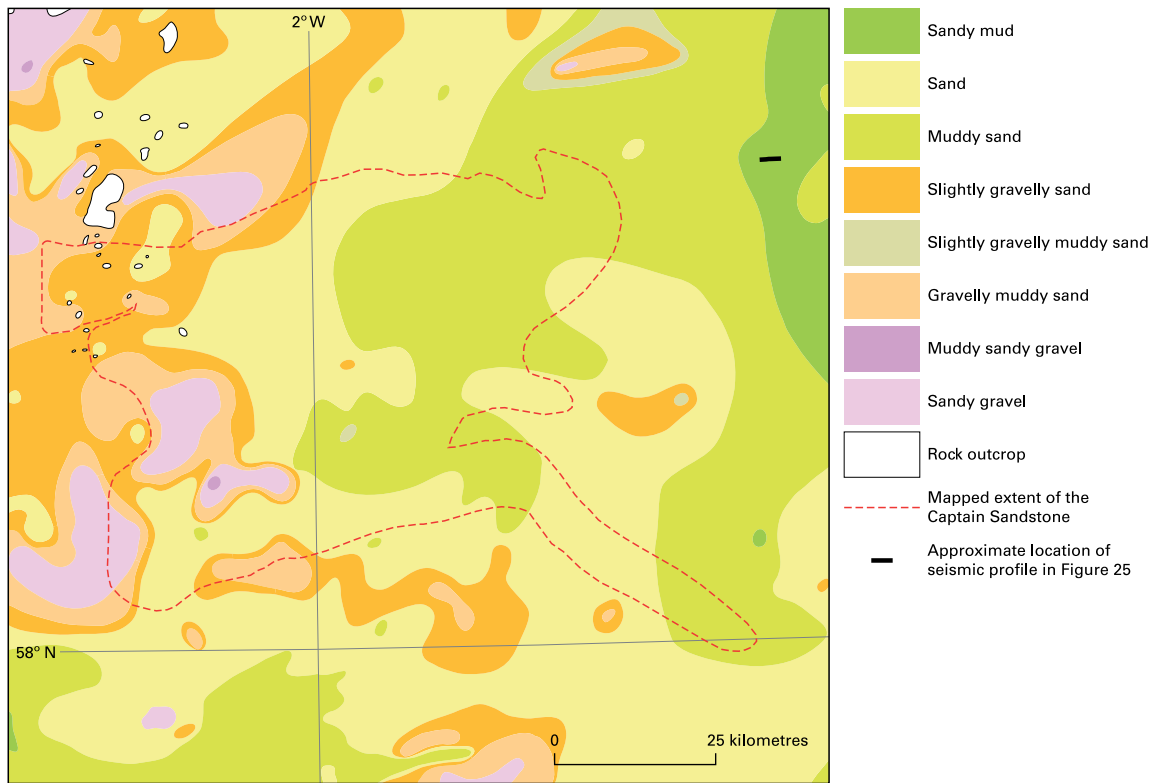 2° W
58° N
0 25 kilometres
Sandy mud
Sand
Muddy sand
Slightly gravelly sand
Slightly gravelly muddy sand
Gravelly muddy sand
Muddy sandy gravel
Sandy gravel
Rock outcrop
Mapped extent of the
Captain Sandstone
Approximate location of
seismic profile in Figure 25